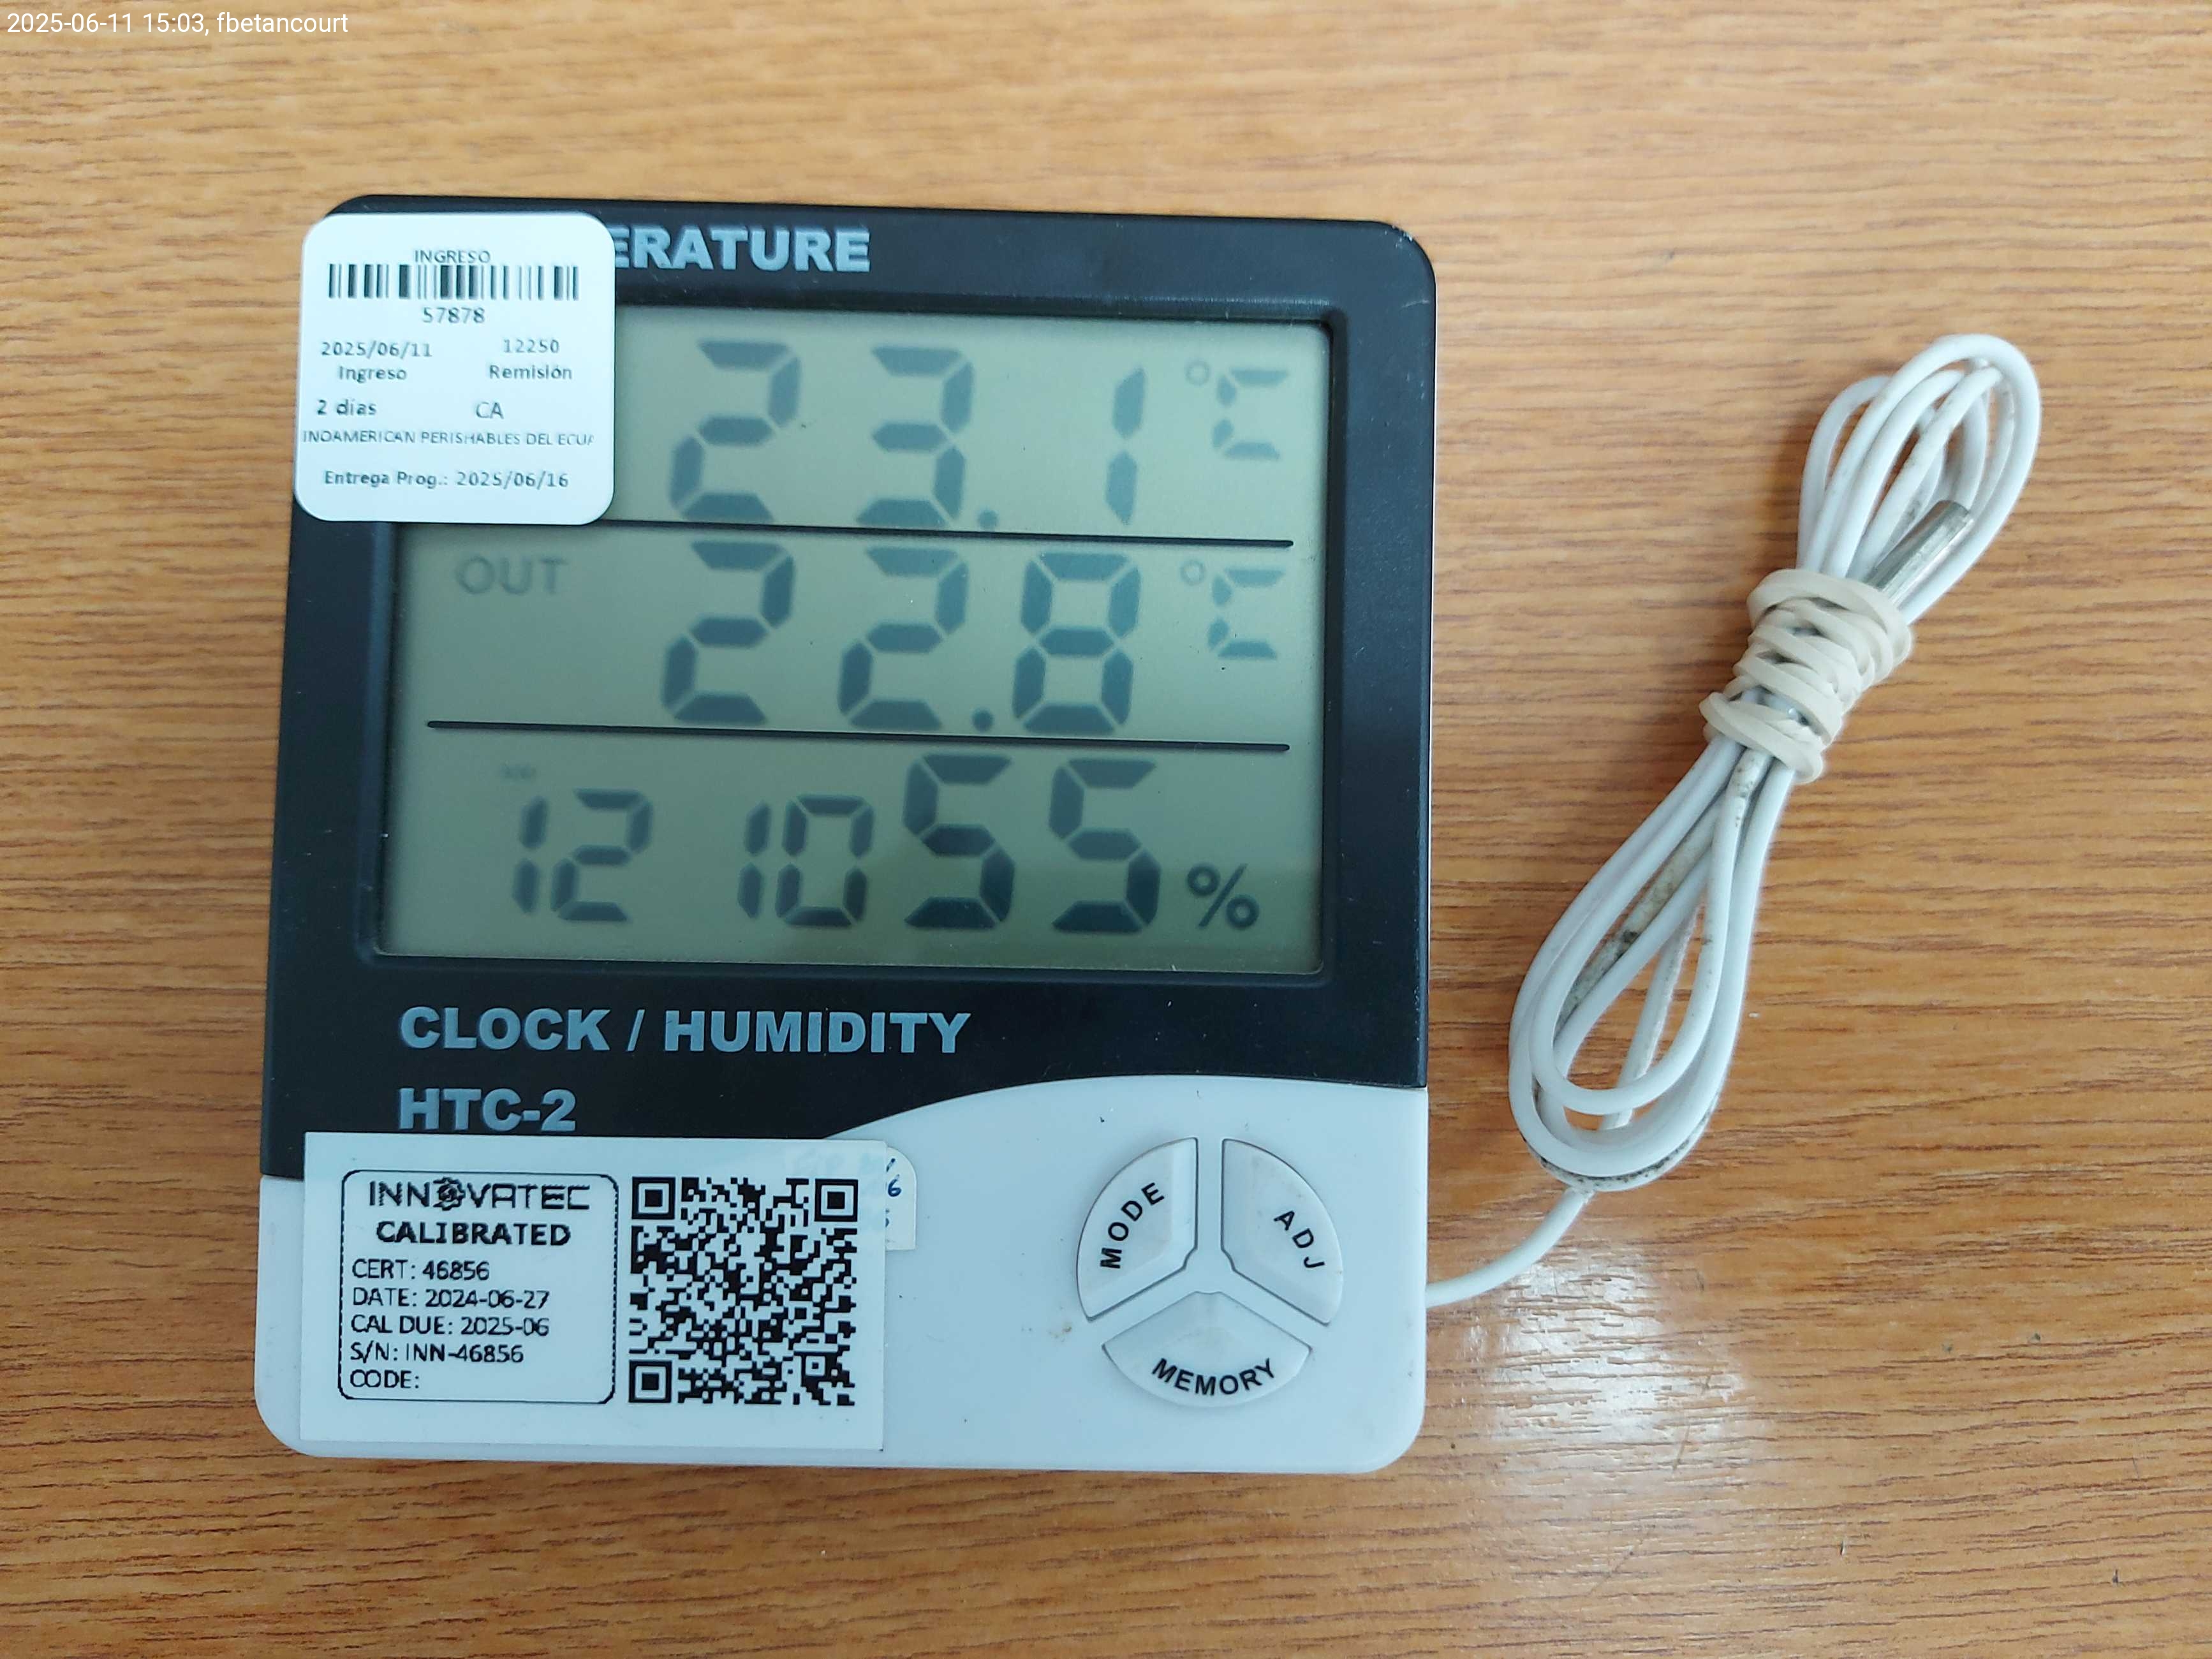 2025-06-11 15:03, fbetancourt
ERATURE
INGRESO
57878
2025/06/11 12250
Ingreso Remisión
2 días CA
INOAMERICAN PERISHABLES DEL ECUA
Entrega Prog.: 2025/06/16
23.1 °C
OUT 22.8 °C
12 10 55 %
CLOCK / HUMIDITY
HTC-2
INNOVATEC
CALIBRATED
CERT: 46856
DATE: 2024-06-27
CAL DUE: 2025-06
S/N: INN-46856
CODE:
6
MODE
ADJ
MEMORY